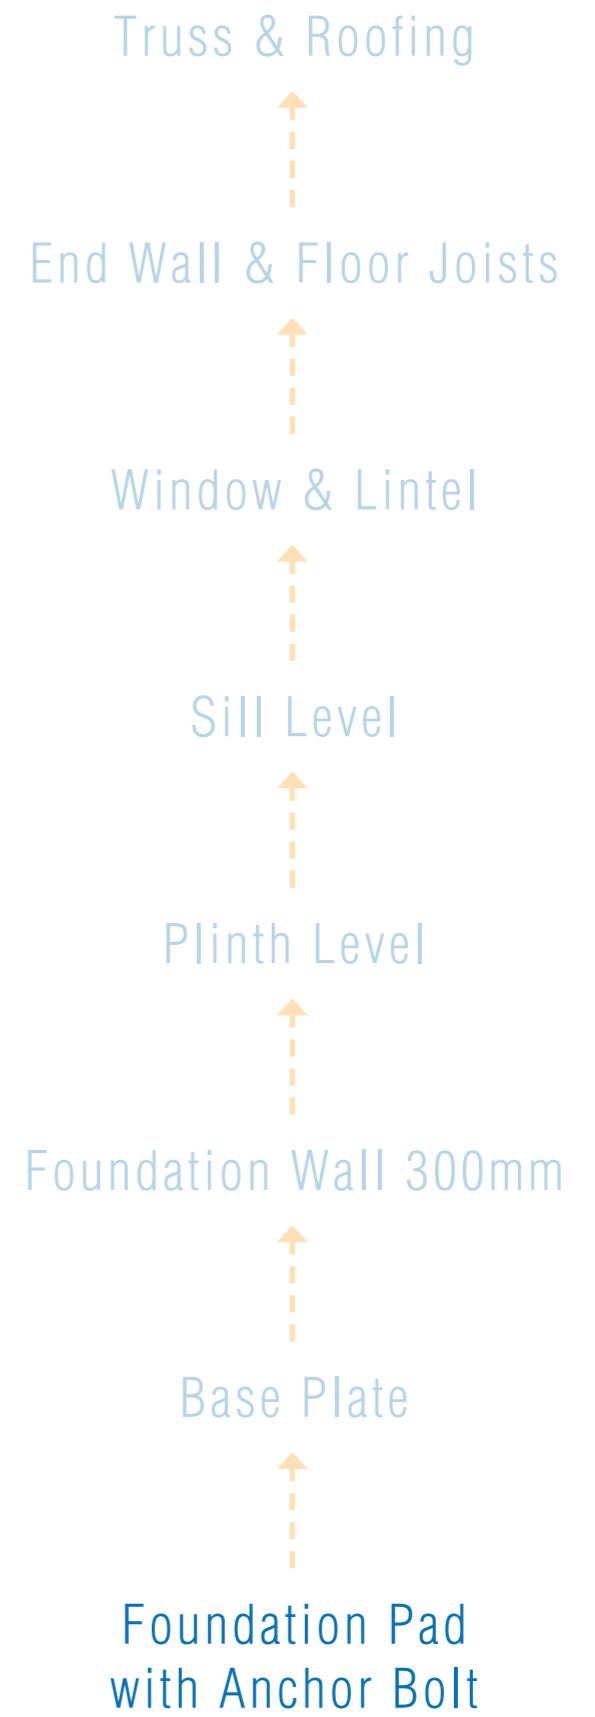 Truss & Roofing
End Wall & Floor Joists
Window & Lintel
Sill Level
Plinth Level
Foundation Wall 300mm
Base Plate
Foundation Pad
with Anchor Bolt